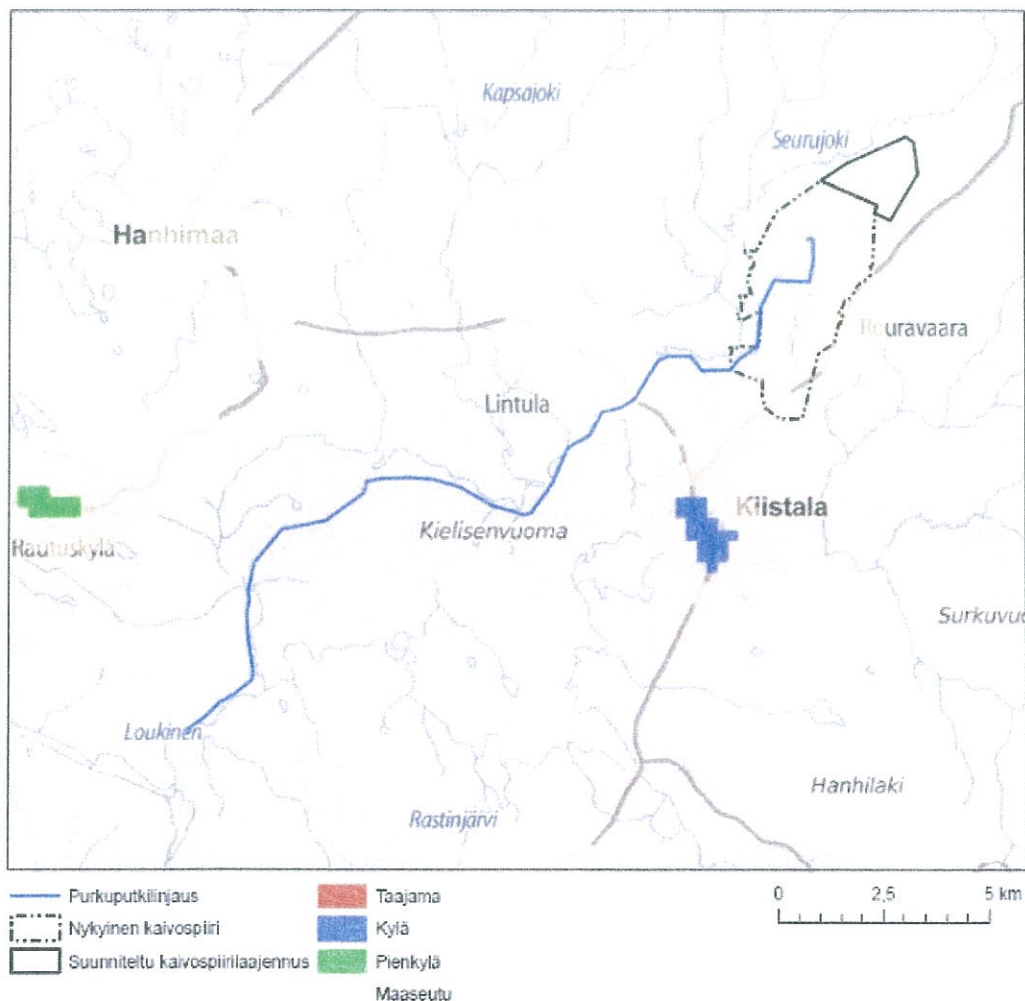 Kapsajoki
Seurujoki
Hanhimaa
Rouravaara
Lintula
Kiistala
Kielisenvuoma
Rautuskylä
Surkuvuo
Loukinen
Hanhilaki
Rastinjärvi
Purkuputkilinjaus
Nykyinen kaivospiiri
Suunniteltu kaivospiirilaajennus
Taajama
Kylä
Pienkylä
Maaseutu
0 2,5 5 km